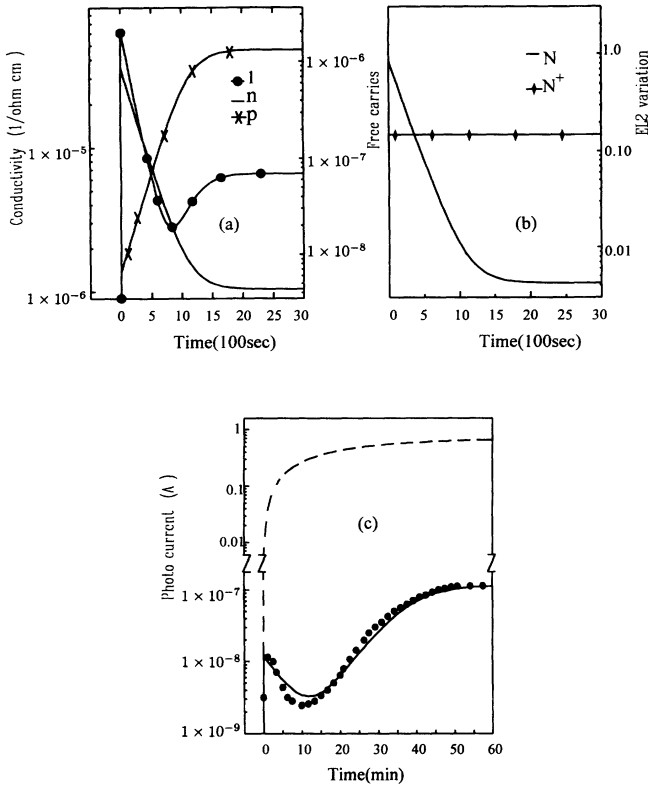 Conductivity (1/ohm cm)
1 × 10⁻⁵
1 × 10⁻⁶
1
n
p
(a)
10⁻⁶
10⁻⁷
10⁻⁸
Free carrics
0 5 10 15 20 25 30
Time(100sec)
N
N⁺
(b)
1.0
0.10
0.01
EL2 variation
0 5 10 15 20 25 30
Time(100sec)
Photo current (A)
1
0.1
0.01
1 × 10⁻⁷
1 × 10⁻⁸
1 × 10⁻⁹
(c)
0 10 20 30 40 50 60
Time(min)